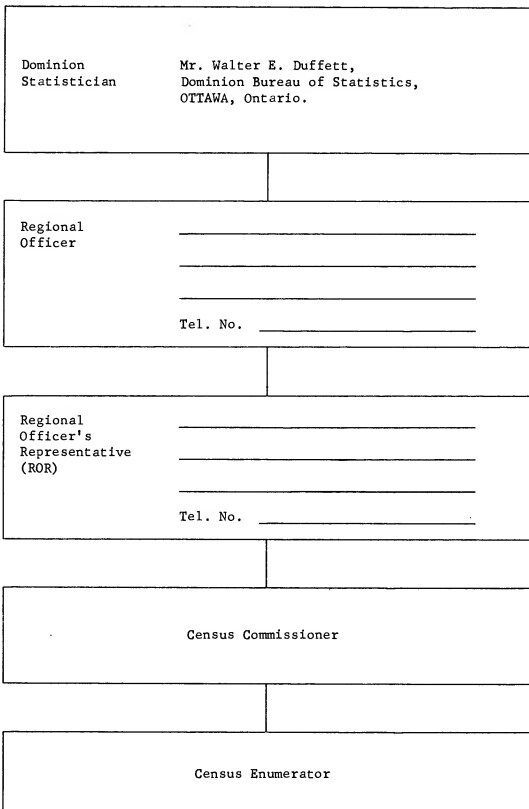 Dominion Mr. Walter E. Duffett,
Statistician Dominion Bureau of Statistics,
OTTAWA, Ontario.
Regional
Officer
Tel. No.
Regional
Officer's
Representative
(ROR)
Tel. No.
Census Commissioner
Census Enumerator